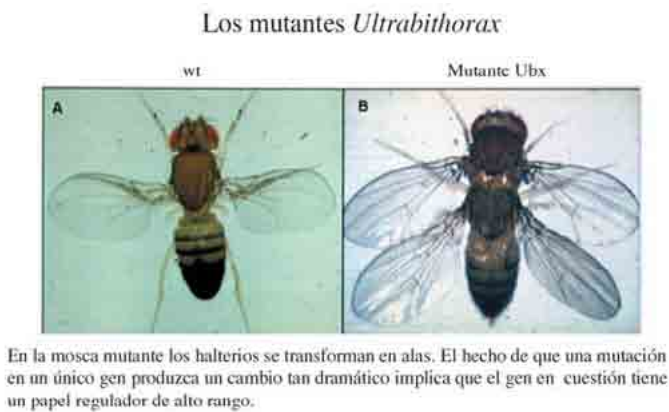 Los mutantes Ultrabithorax
wt
Mutante Ubx
A
B
En la mosca mutante los halterios se transforman en alas. El hecho de que una mutación
en un único gen produzca un cambio tan dramático implica que el gen en cuestión tiene
un papel regulador de alto rango.